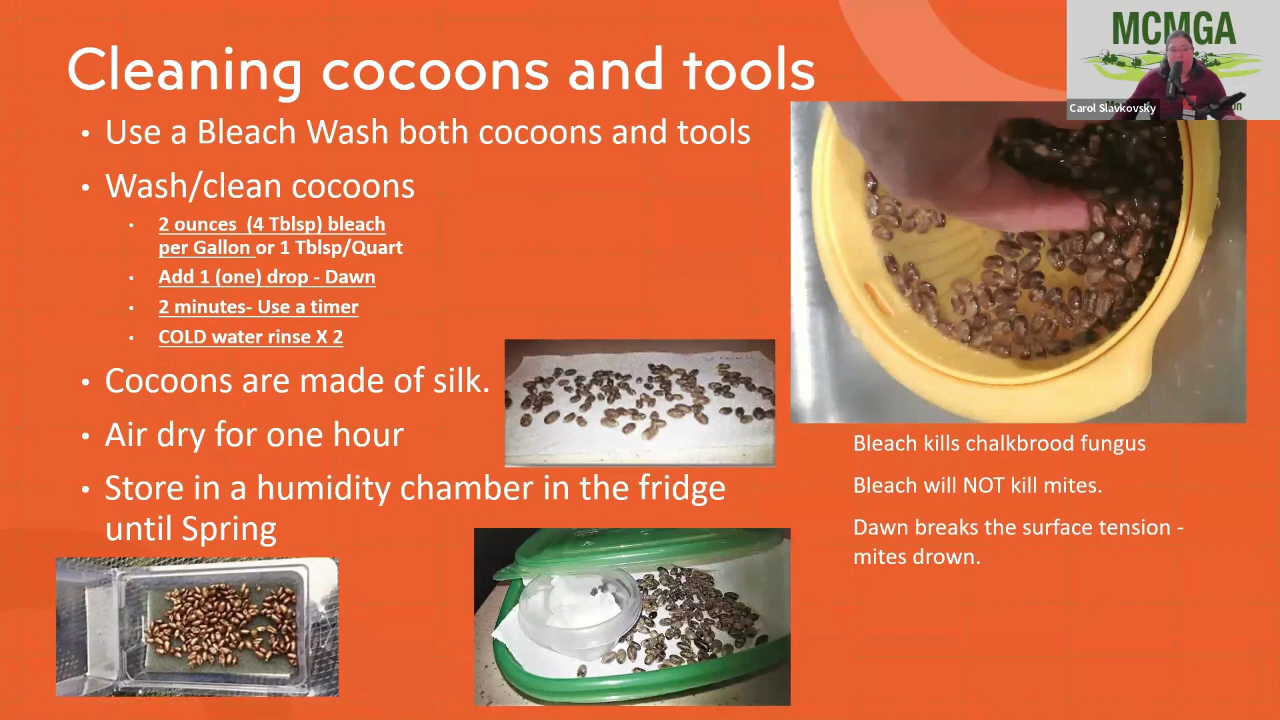 Cleaning cocoons and tools
• Use a Bleach Wash both cocoons and tools
• Wash/clean cocoons
• 2 ounces (4 Tblsp) bleach
per Gallon or 1 Tblsp/Quart
• Add 1 (one) drop - Dawn
• 2 minutes- Use a timer
• COLD water rinse X 2
• Cocoons are made of silk.
• Air dry for one hour
• Store in a humidity chamber in the fridge
until Spring
MCMGA
Carol Slavkovsky
Bleach kills chalkbrood fungus
Bleach will NOT kill mites.
Dawn breaks the surface tension -
mites drown.